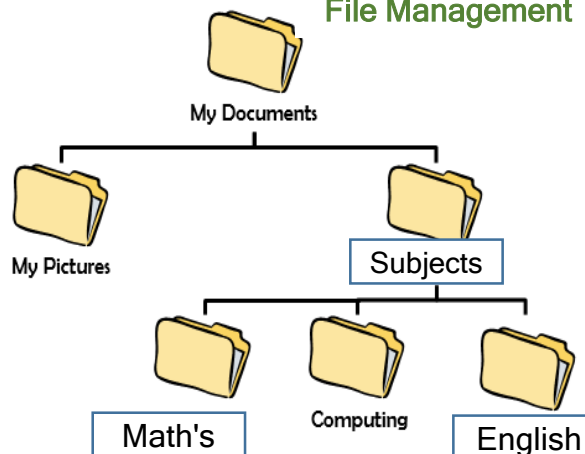 File Management
My Documents
My Pictures
Subjects
Math's
Computing
English